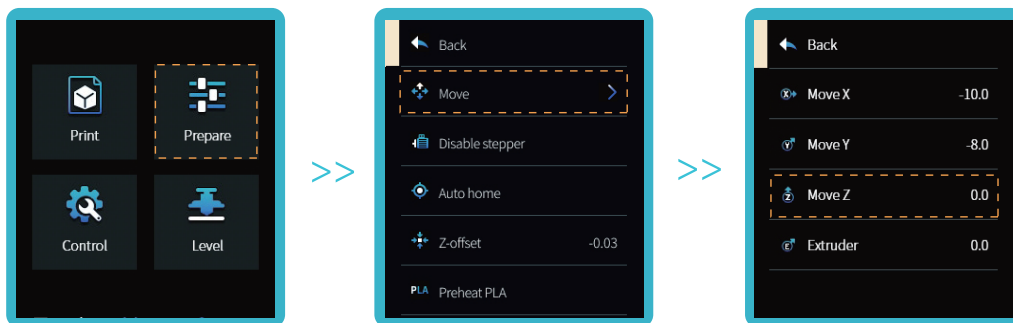 Print
Prepare
Control
Level
>>
Back
Move
Disable stepper
Auto home
Z-offset -0.03
PLA Preheat PLA
>>
Back
X Move X -10.0
Y Move Y -8.0
Z Move Z 0.0
E Extruder 0.0